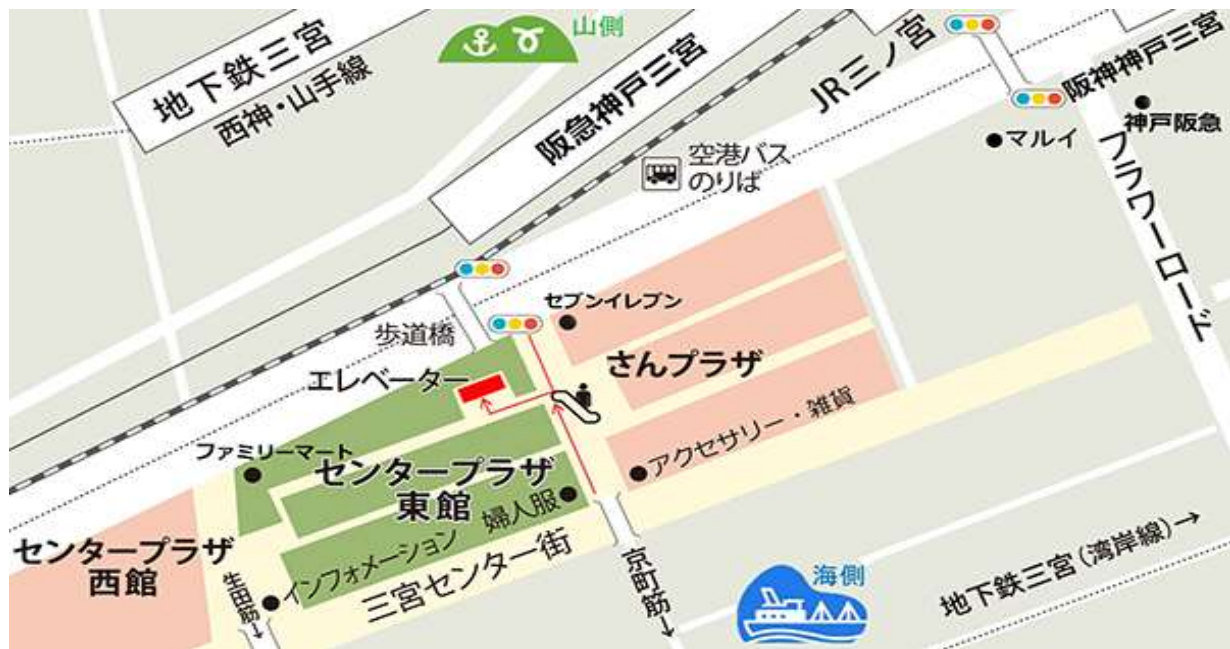 山側
地下鉄三宮
西神・山手線
阪急神戸三宮
JR三ノ宮
阪神神戸三宮
神戸阪急
マルイ
空港バス
のりば
フラワーロード
セブンイレブン
歩道橋
さんプラザ
エレベーター
アクセサリー・雑貨
ファミリーマート
センタープラザ
東館
婦人服
インフォメーション
三宮センター街
センタープラザ
西館
生田筋→
京町筋→
海側
地下鉄三宮(湾岸線)→